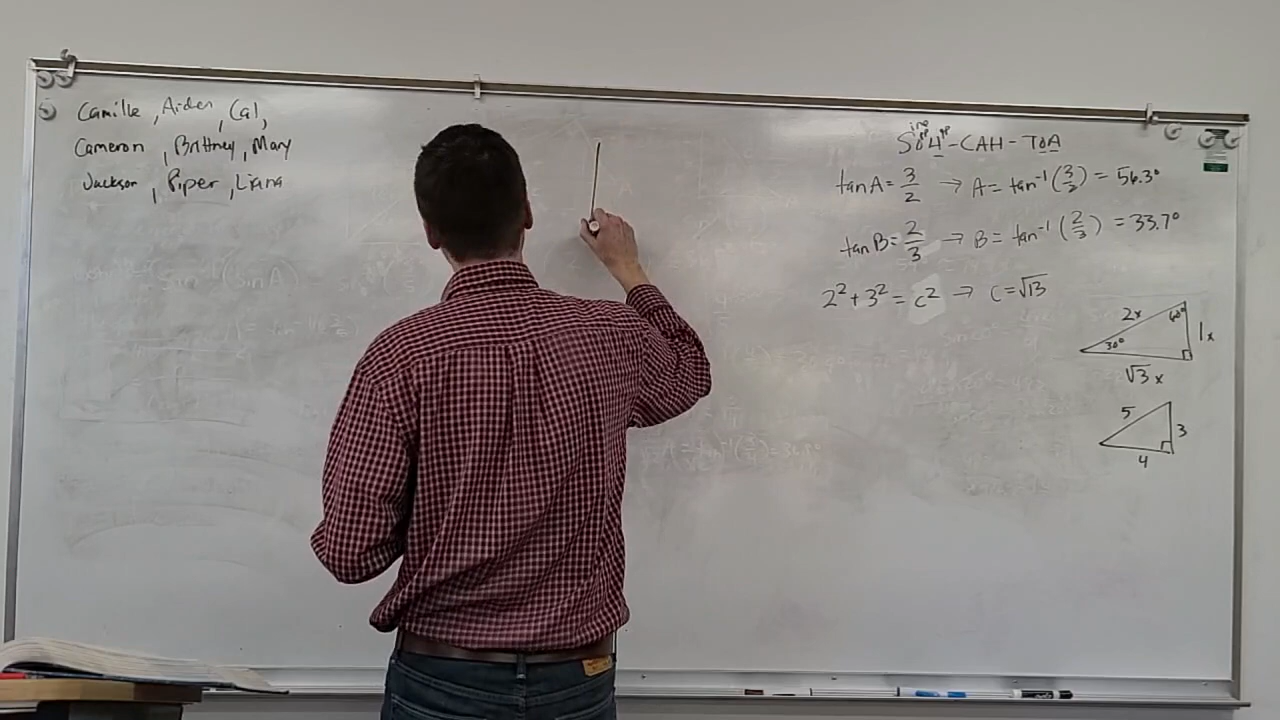 Camille, Aiden, Cal,
Cameron, Brittney, Mary
Jackson, Piper, Liana
SOH-CAH-TOA
tanA = 3/2 → A = tan⁻¹(3/2) = 56.3°
tanB = 2/3 → B = tan⁻¹(2/3) = 33.7°
2² + 3² = c² → c = √13
2x
60°
30°
1x
√3 x
5
3
4